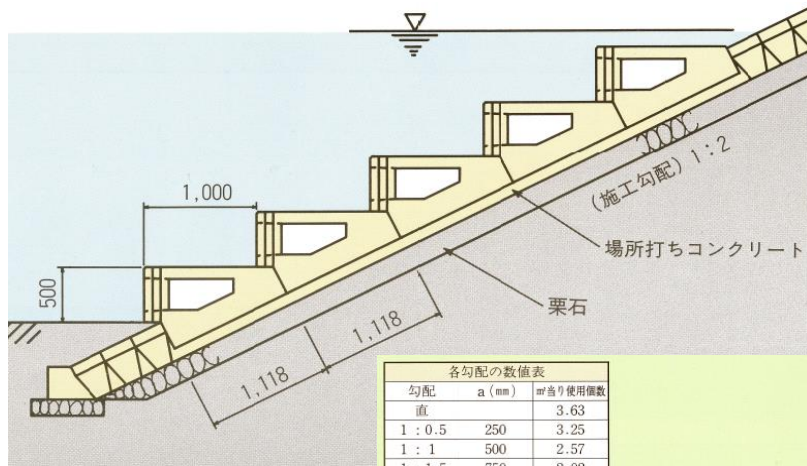 1,000
500
(施工勾配) 1:2
場所打ちコンクリート
栗石
1,118
1,118
各勾配の数値表
勾配 a (mm) ㎡当り使用個数
直 3.63
1 : 0.5 250 3.25
1 : 1 500 2.57